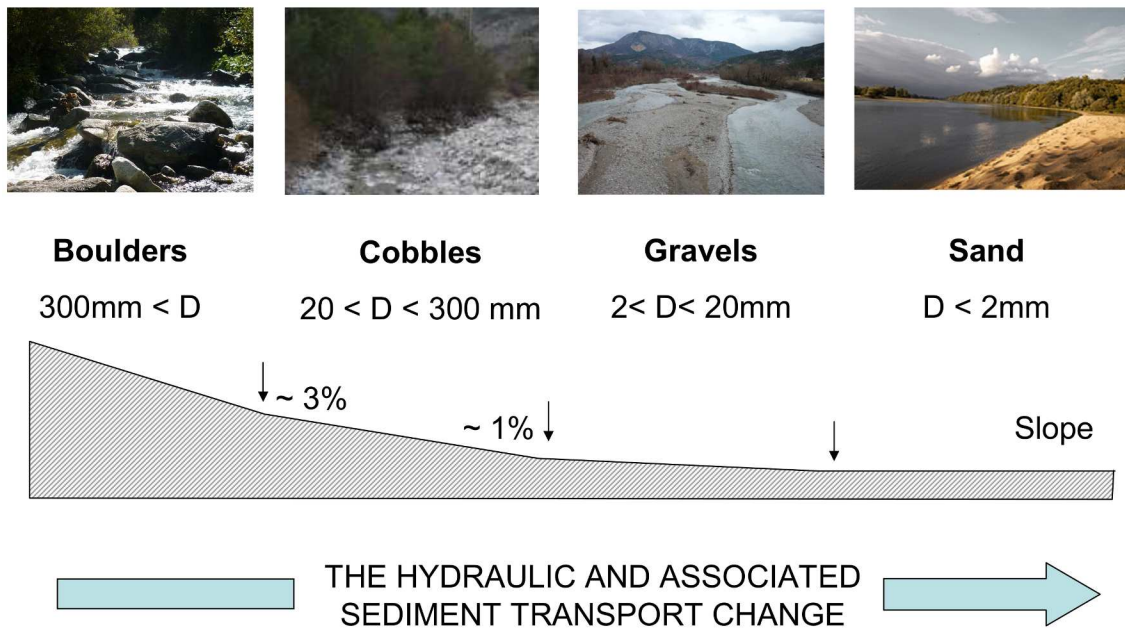 Boulders
Cobbles
Gravels
Sand
300mm < D
20 < D < 300 mm
2< D< 20mm
D < 2mm
~ 3%
~ 1%
Slope
THE HYDRAULIC AND ASSOCIATED
SEDIMENT TRANSPORT CHANGE